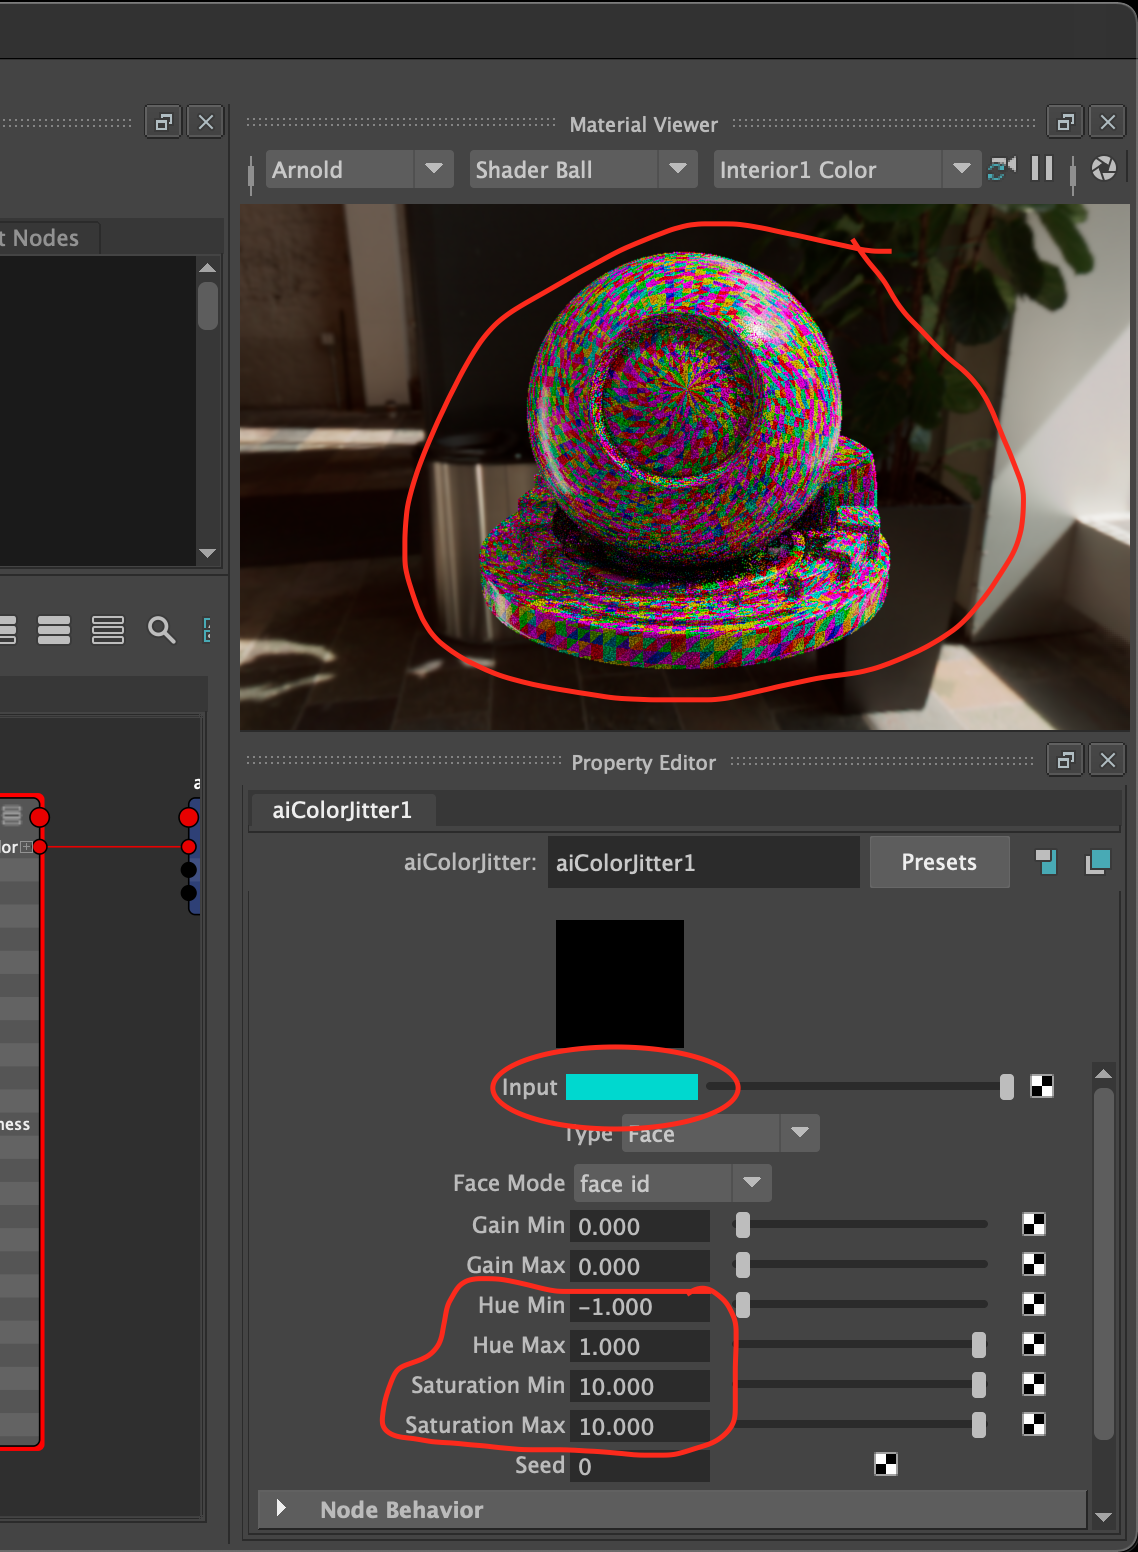 Material Viewer
Arnold
Shader Ball
Interior1 Color
t Nodes
Property Editor
aiColorJitter1
aiColorJitter:
aiColorJitter1
Presets
a
lor
Input
Type
Face
ness
Face Mode
face id
Gain Min
0.000
Gain Max
0.000
Hue Min
-1.000
Hue Max
1.000
Saturation Min
10.000
Saturation Max
10.000
Seed
0
Node Behavior